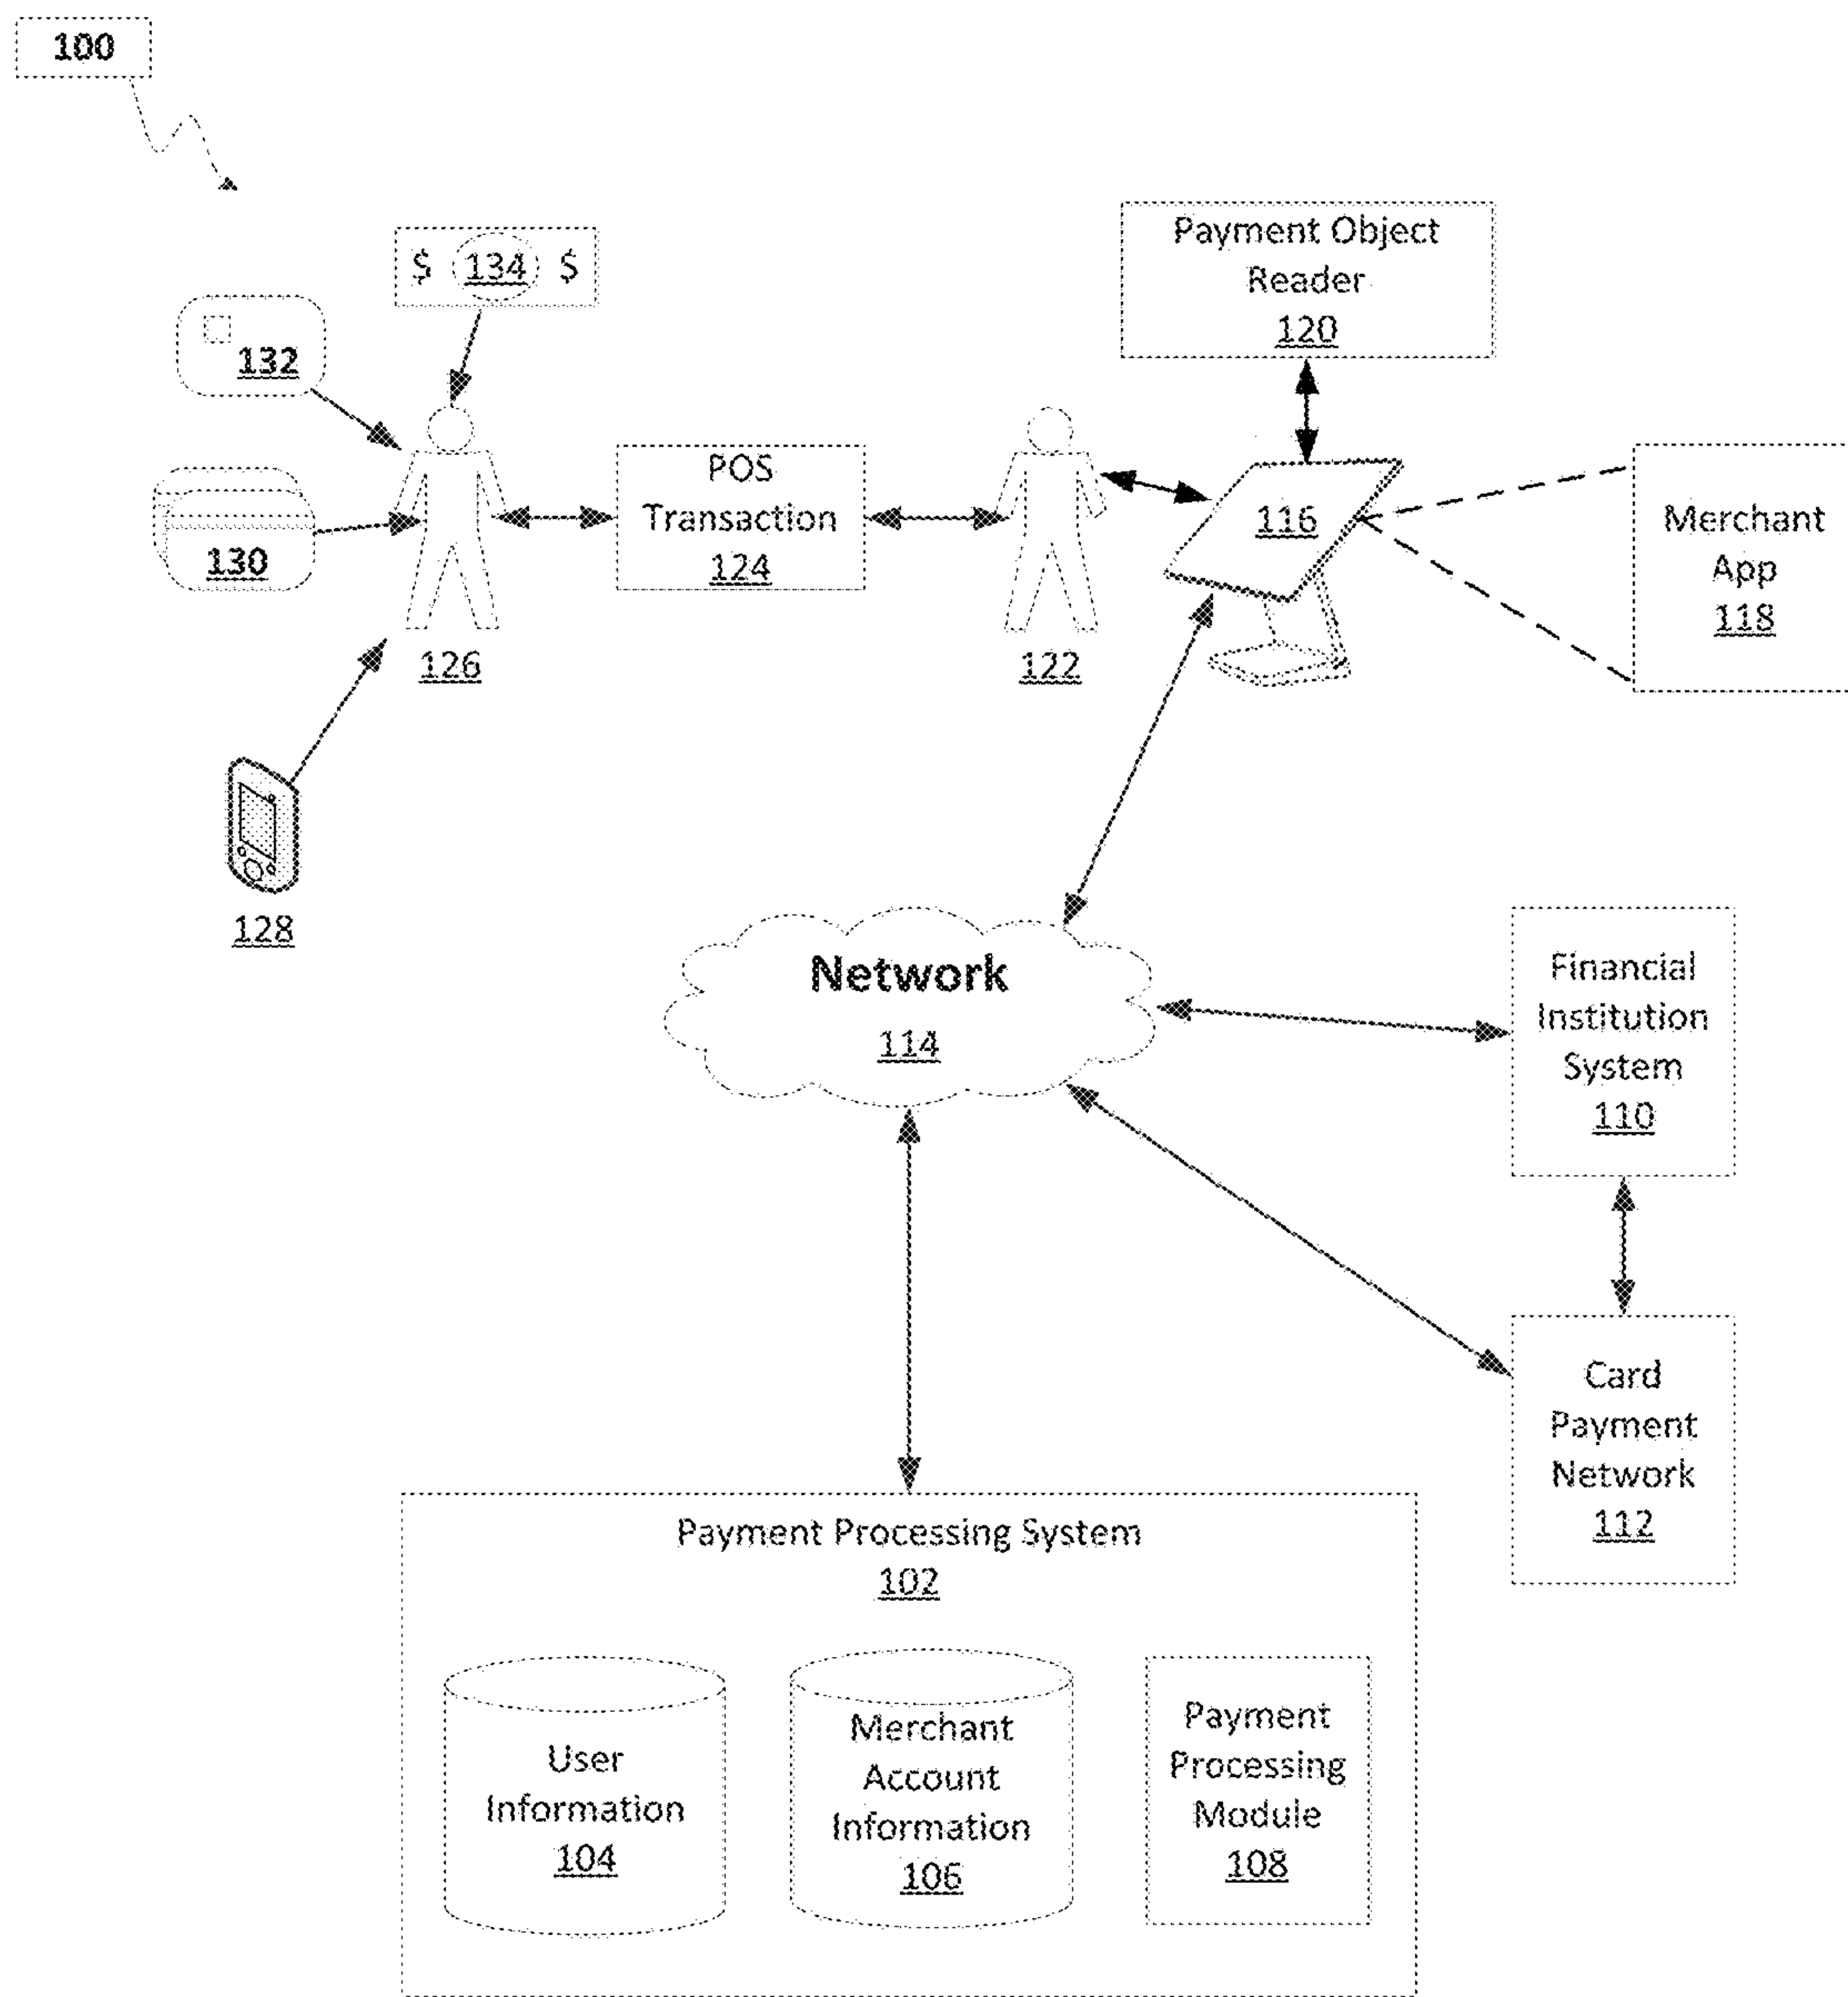 100
$ 134 $
132
130
126
128
POS
Transaction
124
122
Payment Object
Reader
120
116
Merchant
App
118
Network
114
Financial
Institution
System
110
Card
Payment
Network
112
Payment Processing System
102
User
Information
104
Merchant
Account
Information
106
Payment
Processing
Module
108